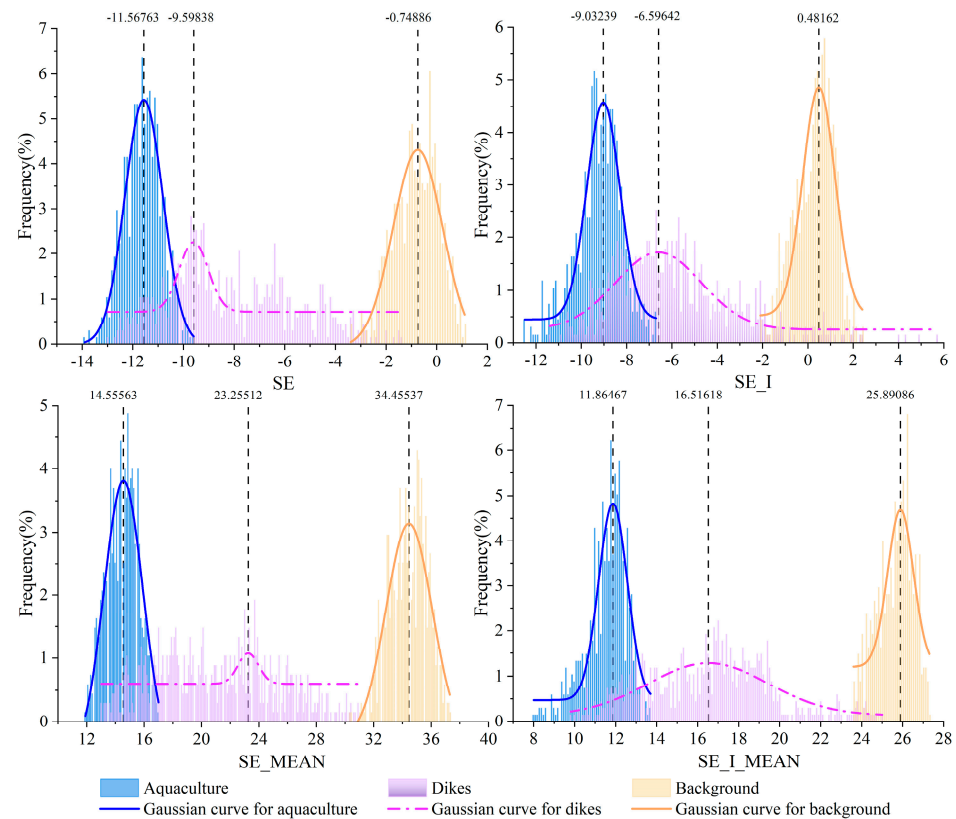 -11.56763 -9.59838 -0.74886
7
6
5
4
3
2
1
0
Frequency(%)
-14 -12 -10 -8 -6 -4 -2 0 2
SE
-9.03239 -6.59642 0.48162
6
5
4
3
2
1
0
Frequency(%)
-12 -10 -8 -6 -4 -2 0 2 4 6
SE_I
14.55563 23.25512 34.45537
5
4
3
2
1
0
Frequency(%)
12 16 20 24 28 32 36 40
SE_MEAN
11.86467 16.51618 25.89086
7
6
5
4
3
2
1
0
Frequency(%)
8 10 12 14 16 18 20 22 24 26 28
SE_I_MEAN
Aquaculture Dikes Background
Gaussian curve for aquaculture Gaussian curve for dikes Gaussian curve for background